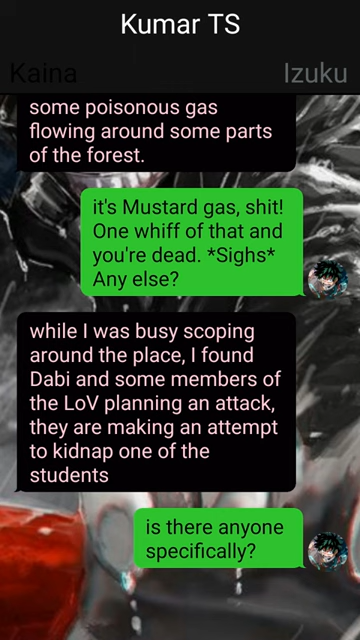 Kumar TS
Kaina
Izuku
some poisonous gas
flowing around some parts
of the forest.
it's Mustard gas, shit!
One whiff of that and
you're dead. *Sighs*
Any else?
while I was busy scoping
around the place, I found
Dabi and some members of
the LoV planning an attack,
they are making an attempt
to kidnap one of the
students
is there anyone
specifically?